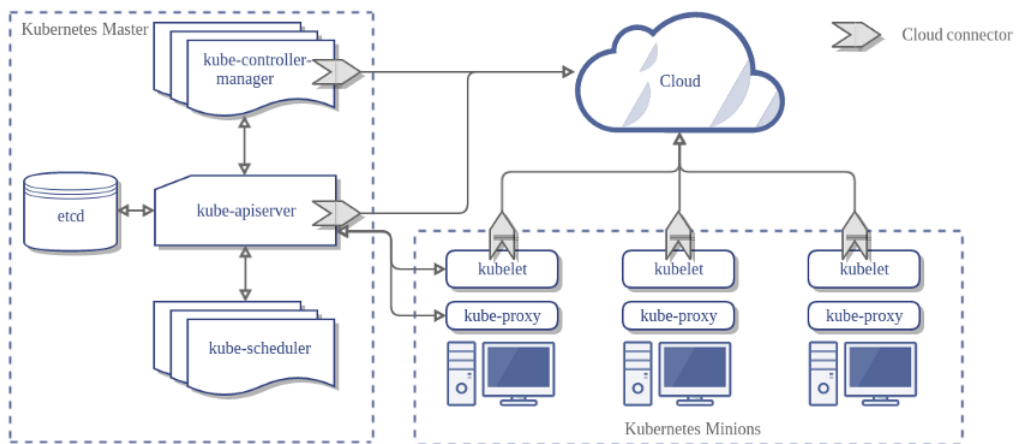 Kubernetes Master
kube-controller-
manager
Cloud connector
Cloud
etcd
kube-apiserver
kubelet
kubelet
kubelet
kube-proxy
kube-proxy
kube-proxy
kube-scheduler
Kubernetes Minions